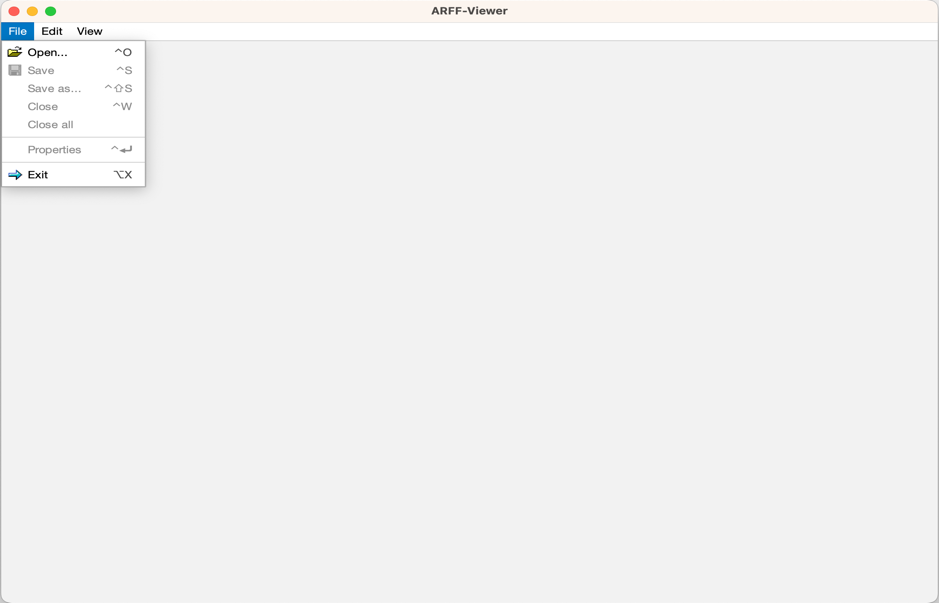 ARFF-Viewer
File Edit View
Open... ^O
Save ^S
Save as... ^⇧S
Close ^W
Close all
Properties ^↵
Exit ⌥X